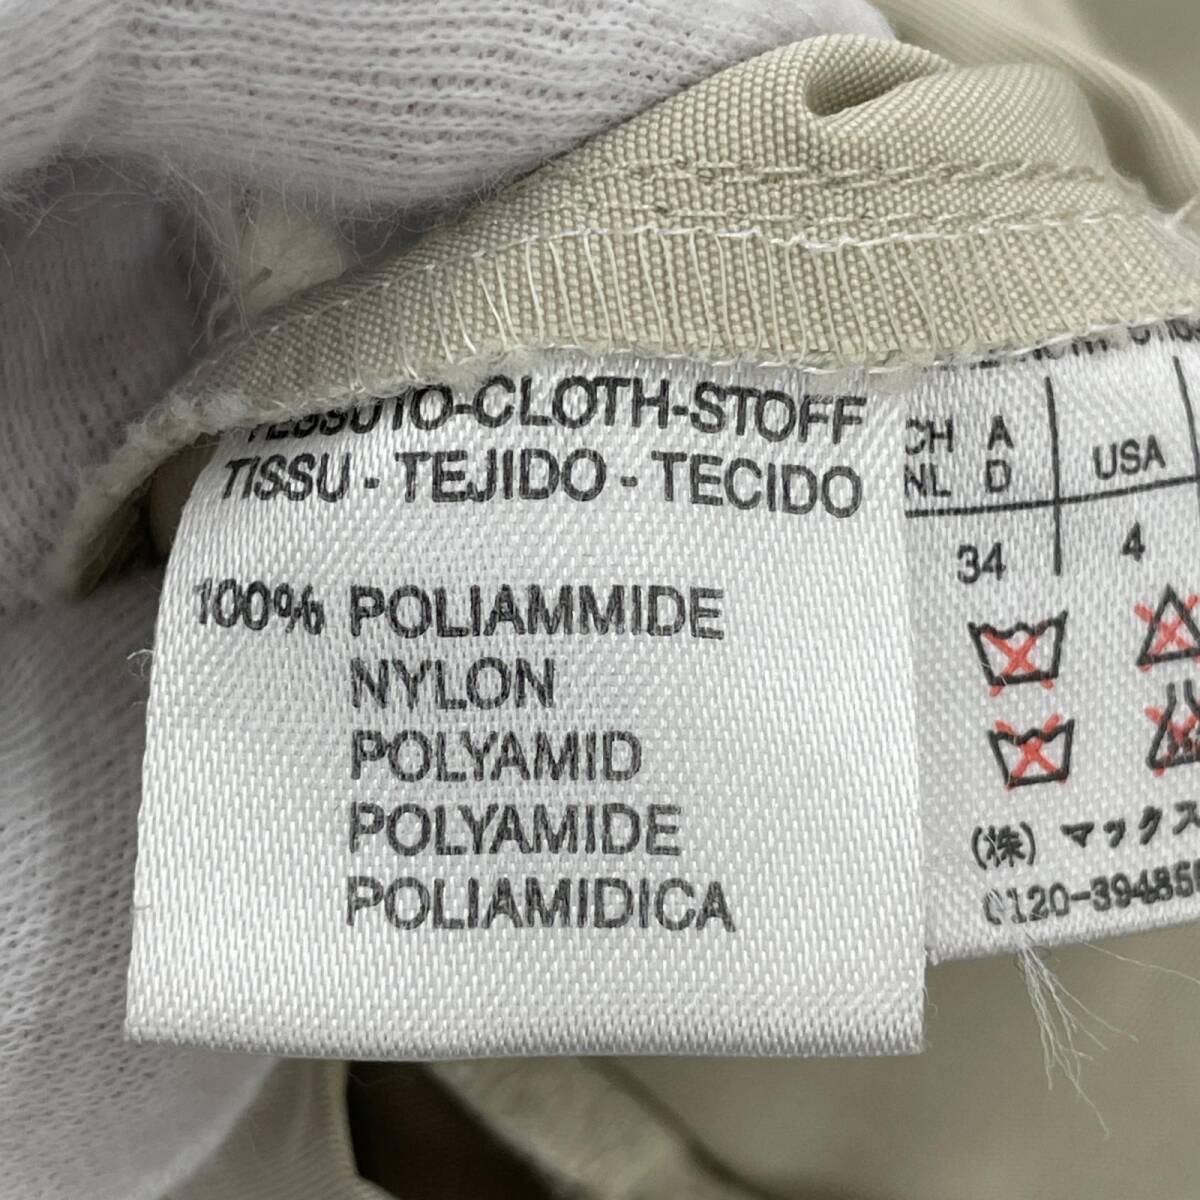 TESSUTO-CLOTH-STOFF
TISSU - TEJIDO - TECIDO
100% POLIAMMIDE
NYLON
POLYAMID
POLYAMIDE
POLIAMIDICA
CH A USA
NL D
34 4
(株) マックス
0120-39485